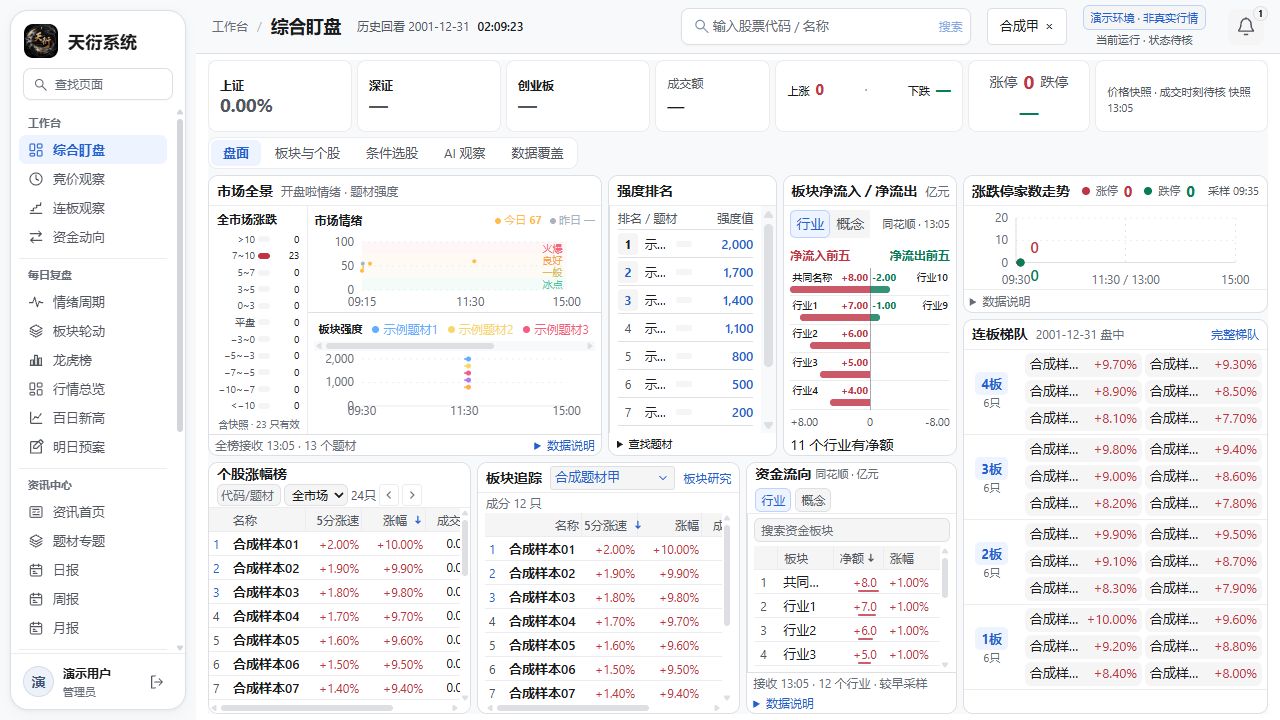 天衍系统
查找页面
工作台
综合盯盘
竞价观察
连板观察
资金动向
每日复盘
情绪周期
板块轮动
龙虎榜
行情总览
百日新高
明日预案
资讯中心
资讯首页
题材专题
日报
周报
月报
演
演示用户
管理员
工作台 / 综合盯盘 历史回看 2001-12-31 02:09:23
输入股票代码 / 名称 搜索
合成甲 ×
演示环境 · 非真实行情
当前运行 · 状态待核
1
上证
0.00%
深证
—
创业板
—
成交额
—
上涨 0 · 下跌 —
涨停 0 跌停
—
价格快照 · 成交时刻待核 快照
13:05
盘面 板块与个股 条件选股 AI 观察 数据覆盖
市场全景 开盘啦情绪 · 题材强度
全市场涨跌
>10 0
7~10 23
5~7 0
3~5 0
0~3 0
平盘 0
−3~0 0
−5~−3 0
−7~−5 0
−10~−7 0
<−10 0
含快照 · 23 只有效
市场情绪 今日 67 昨日 —
100
50
0
火爆
良好
一般
冰点
09:15 11:30 15:00
板块强度 示例题材1 示例题材2 示例题材3
2,000
1,000
0
09:30 11:30 15:00
全榜接收 13:05 · 13 个题材 数据说明
强度排名
排名 / 题材 强度值
1 示... 2,000
2 示... 1,700
3 示... 1,400
4 示... 1,100
5 示... 800
6 示... 500
7 示... 200
查找题材
板块净流入 / 净流出 亿元
行业 概念 同花顺 · 13:05
净流入前五 净流出前五
共同名称 +8.00 -2.00 行业10
行业1 +7.00 -1.00 行业9
行业2 +6.00
行业3 +5.00
行业4 +4.00
+8.00 0 -8.00
11 个行业有净额
涨跌停家数走势 涨停 0 跌停 0 采样 09:35
20
10
0
0
0
09:30 11:30 / 13:00 15:00
数据说明
连板梯队 2001-12-31 盘中 完整梯队
4板
6只
合成样... +9.70% 合成样... +9.30%
合成样... +8.90% 合成样... +8.50%
合成样... +8.10% 合成样... +7.70%
3板
6只
合成样... +9.80% 合成样... +9.40%
合成样... +9.00% 合成样... +8.60%
合成样... +8.20% 合成样... +7.80%
2板
6只
合成样... +9.90% 合成样... +9.50%
合成样... +9.10% 合成样... +8.70%
合成样... +8.30% 合成样... +7.90%
1板
6只
合成样... +10.00% 合成样... +9.60%
合成样... +9.20% 合成样... +8.80%
合成样... +8.40% 合成样... +8.00%
个股涨幅榜
代码/题材 全市场 24只
名称 5分涨速 涨幅 ↓
1 合成样本01 +2.00% +10.00%
2 合成样本02 +1.90% +9.90%
3 合成样本03 +1.80% +9.80%
4 合成样本04 +1.70% +9.70%
5 合成样本05 +1.60% +9.60%
6 合成样本06 +1.50% +9.50%
7 合成样本07 +1.40% +9.40%
板块追踪 合成题材甲 板块研究
成分 12 只
名称 5分涨速 ↓ 涨幅
1 合成样本01 +2.00% +10.00%
2 合成样本02 +1.90% +9.90%
3 合成样本03 +1.80% +9.80%
4 合成样本04 +1.70% +9.70%
5 合成样本05 +1.60% +9.60%
6 合成样本06 +1.50% +9.50%
7 合成样本07 +1.40% +9.40%
资金流向 同花顺 · 亿元
行业 概念
搜索资金板块
板块 净额 ↓ 涨幅
1 共同... +8.0 +1.00%
2 行业1 +7.0 +1.00%
3 行业2 +6.0 +1.00%
4 行业3 +5.0 +1.00%
接收 13:05 · 12 个行业 · 较早采样
数据说明